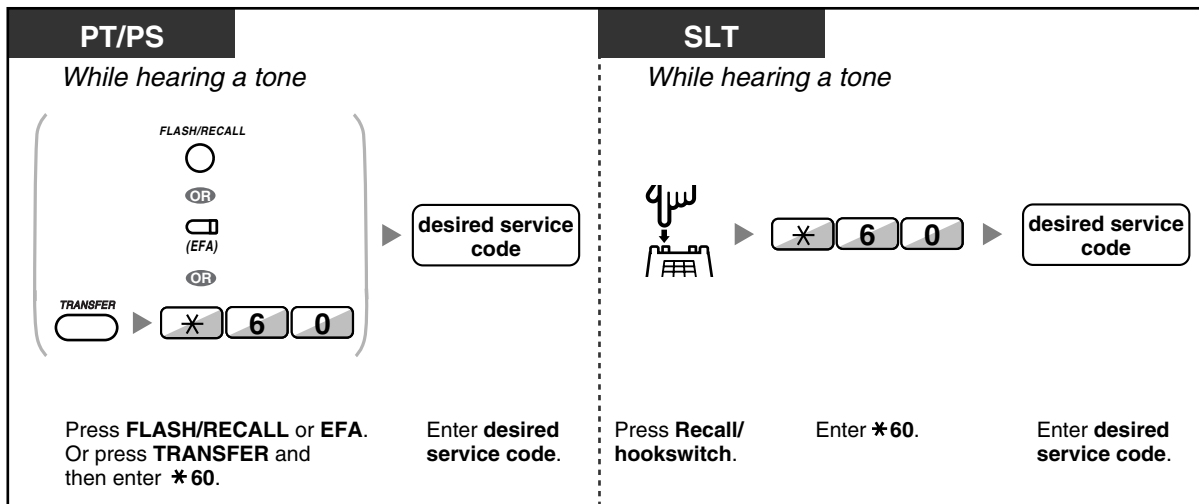 PT/PS
While hearing a tone
FLASH/RECALL
OR
(EFA)
OR
TRANSFER
* 6 0
desired service
code
Press FLASH/RECALL or EFA.
Or press TRANSFER and
then enter *60.
Enter desired
service code.
SLT
While hearing a tone
* 6 0
desired service
code
Press Recall/
hookswitch.
Enter *60.
Enter desired
service code.